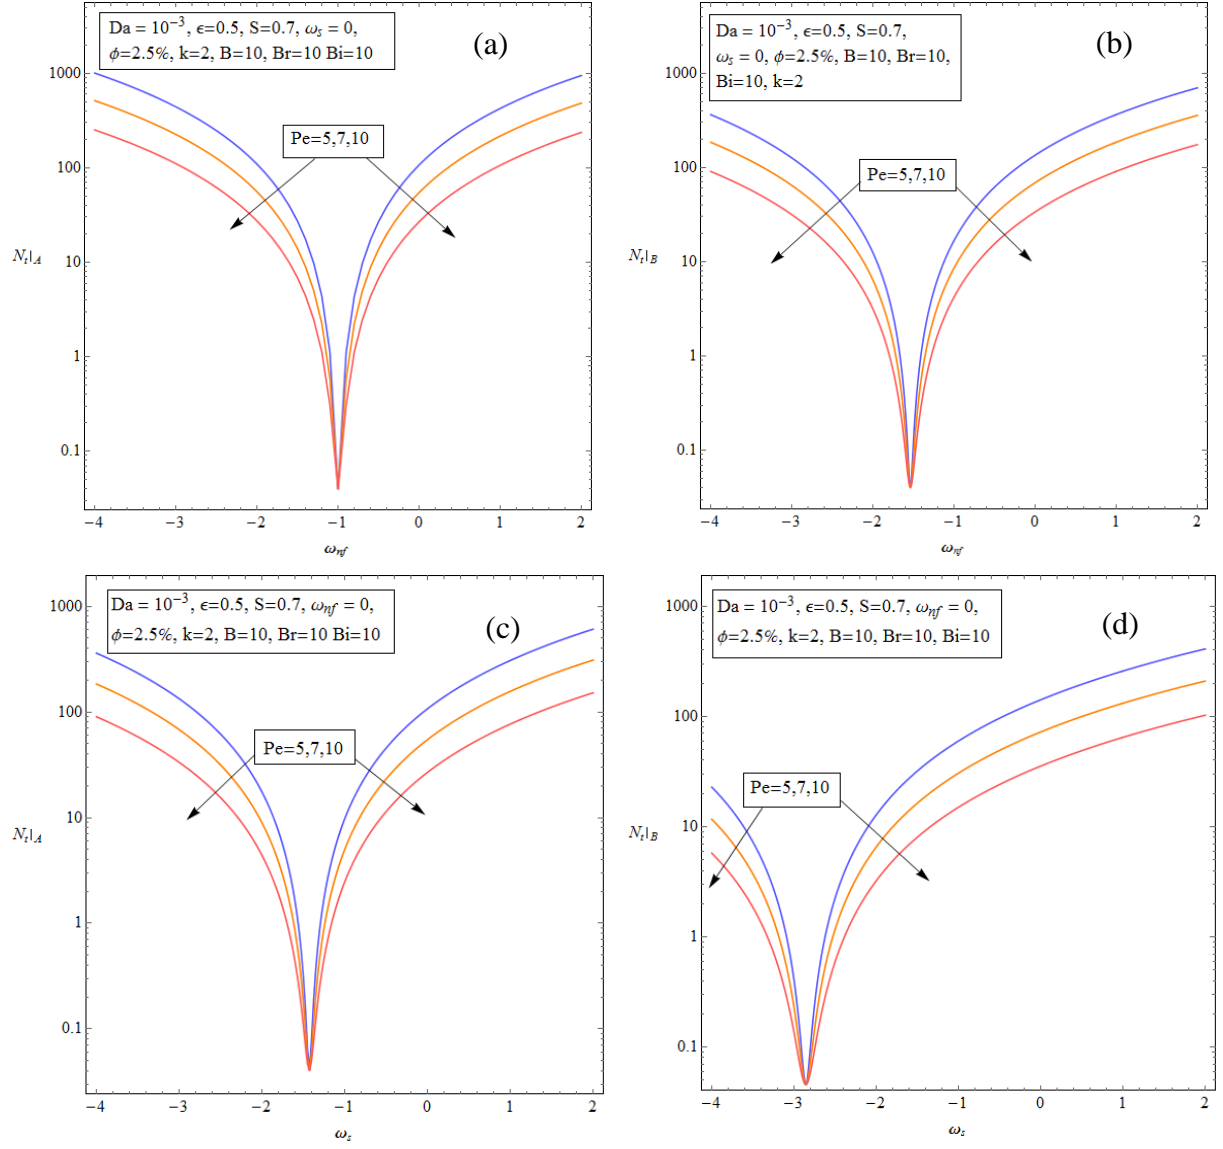 Da = 10⁻³, ϵ=0.5, S=0.7, ω_s = 0,
ϕ=2.5%, k=2, B=10, Br=10 Bi=10
(a)
Pe=5,7,10
1000
100
10
1
0.1
N_t|_A
−4 −3 −2 −1 0 1 2
ω_nf
Da = 10⁻³, ϵ=0.5, S=0.7,
ω_s = 0, ϕ=2.5%, B=10, Br=10,
Bi=10, k=2
(b)
Pe=5,7,10
1000
100
10
1
0.1
N_t|_B
−4 −3 −2 −1 0 1 2
ω_nf
Da = 10⁻³, ϵ=0.5, S=0.7, ω_nf = 0,
ϕ=2.5%, k=2, B=10, Br=10 Bi=10
(c)
Pe=5,7,10
1000
100
10
1
0.1
N_t|_A
−4 −3 −2 −1 0 1 2
ω_s
Da = 10⁻³, ϵ=0.5, S=0.7, ω_nf = 0,
ϕ=2.5%, k=2, B=10, Br=10, Bi=10
(d)
Pe=5,7,10
1000
100
10
1
0.1
N_t|_B
−4 −3 −2 −1 0 1 2
ω_s